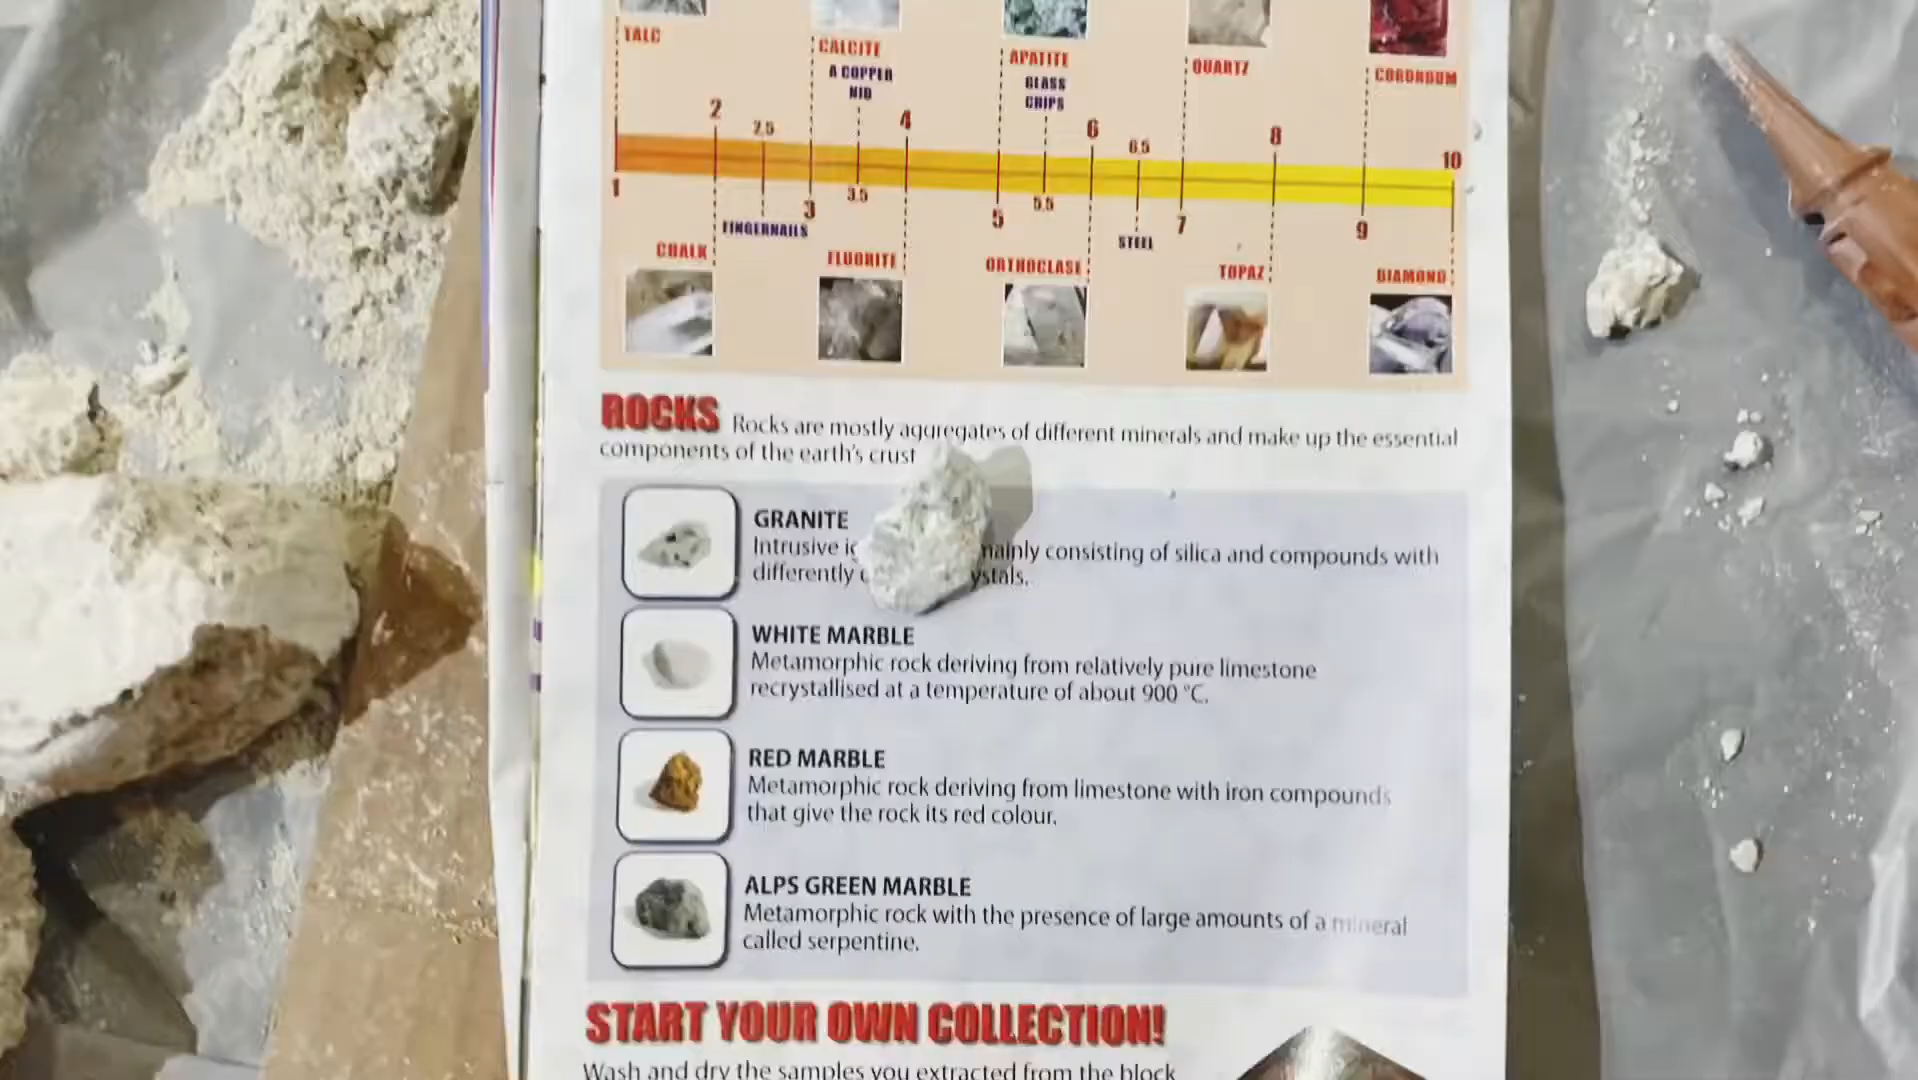 TALC
CALCITE
APATITE
QUARTZ
CORONDUM
A COPPER
NIB
GLASS
CHIPS
2
2,5
4
6
6.5
8
10
1
3
3.5
5
5.5
7
9
FINGERNAILS
STEEL
CHALK
FLUORITE
ORTHOCLASE
TOPAZ
DIAMOND
ROCKS Rocks are mostly aggregates of different minerals and make up the essential
components of the earth's crust
GRANITE
Intrusive mainly consisting of silica and compounds with
differently
WHITE MARBLE
Metamorphic rock deriving from relatively pure limestone
recrystallised at a temperature of about 900 °C.
RED MARBLE
Metamorphic rock deriving from limestone with iron compounds
that give the rock its red colour.
ALPS GREEN MARBLE
Metamorphic rock with the presence of large amounts of a mineral
called serpentine.
START YOUR OWN COLLECTION!
Wash and dry the samples you extracted from the block